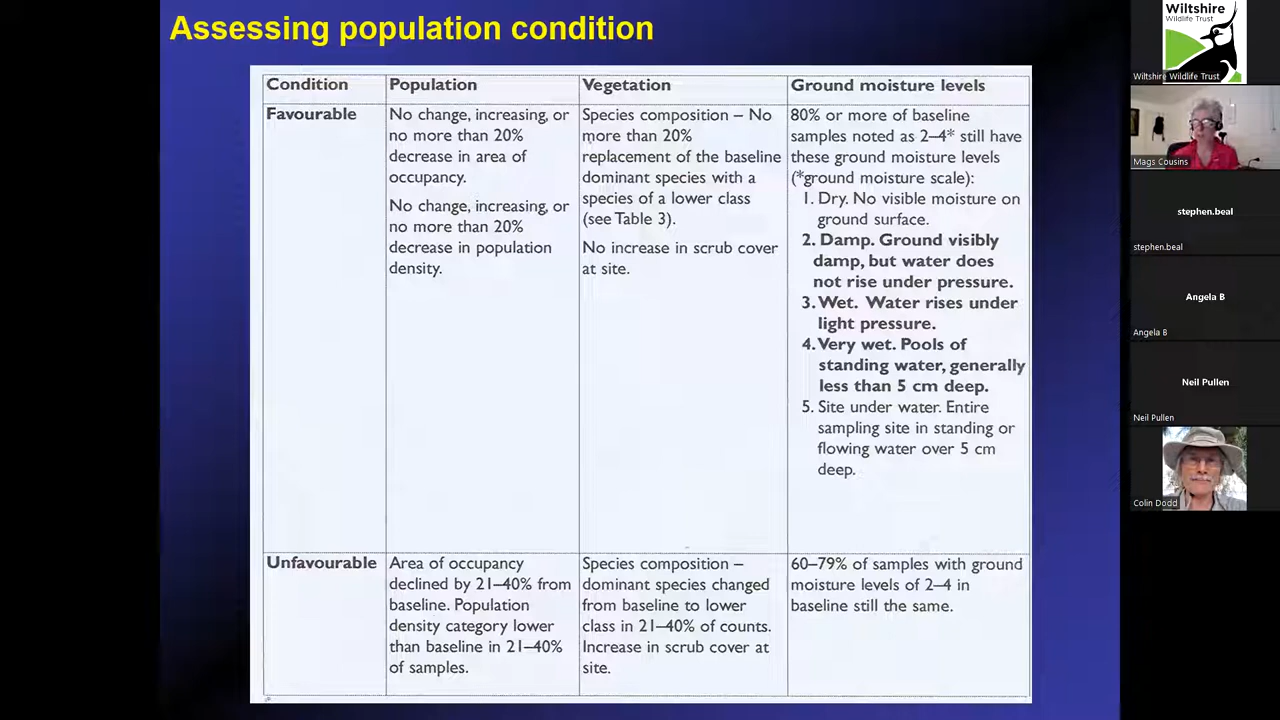 Assessing population condition
Condition
Population
Vegetation
Ground moisture levels
Favourable
No change, increasing, or
no more than 20%
decrease in area of
occupancy.
No change, increasing, or
no more than 20%
decrease in population
density.
Species composition – No
more than 20%
replacement of the baseline
dominant species with a
species of a lower class
(see Table 3).
No increase in scrub cover
at site.
80% or more of baseline
samples noted as 2–4* still have
these ground moisture levels
(*ground moisture scale):
1. Dry. No visible moisture on
ground surface.
2. Damp. Ground visibly
damp, but water does
not rise under pressure.
3. Wet. Water rises under
light pressure.
4. Very wet. Pools of
standing water, generally
less than 5 cm deep.
5. Site under water. Entire
sampling site in standing or
flowing water over 5 cm
deep.
Unfavourable
Area of occupancy
declined by 21–40% from
baseline. Population
density category lower
than baseline in 21–40%
of samples.
Species composition –
dominant species changed
from baseline to lower
class in 21–40% of counts.
Increase in scrub cover at
site.
60–79% of samples with ground
moisture levels of 2–4 in
baseline still the same.
Wiltshire
Wildlife Trust
Wiltshire Wildlife Trust
Mags Cousins
stephen.beal
stephen.beal
Angela B
Angela B
Neil Pullen
Neil Pullen
Colin Dodd